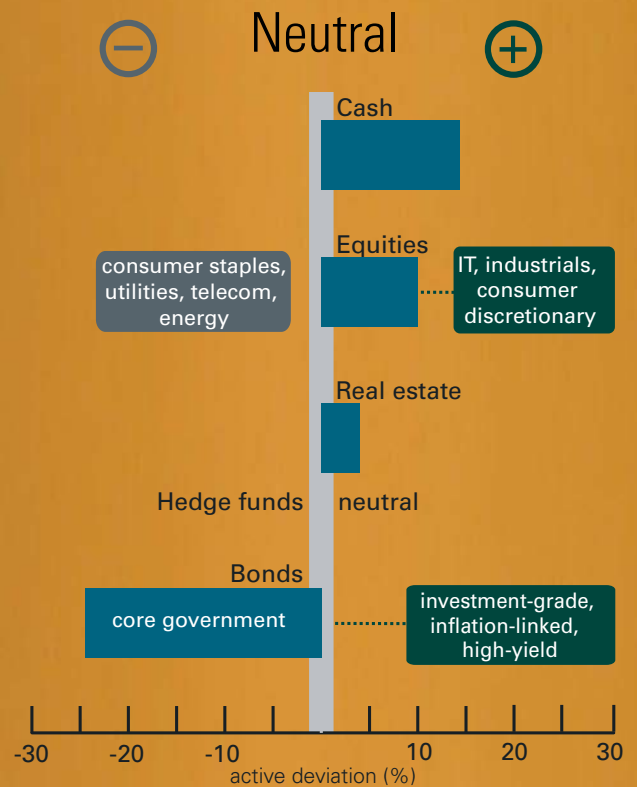 Neutral
Cash
Equities
consumer staples,
utilities, telecom,
energy
IT, industrials,
consumer
discretionary
Real estate
Hedge funds
neutral
Bonds
core government
investment-grade,
inflation-linked,
high-yield
-30 -20 -10 10 20 30
active deviation (%)